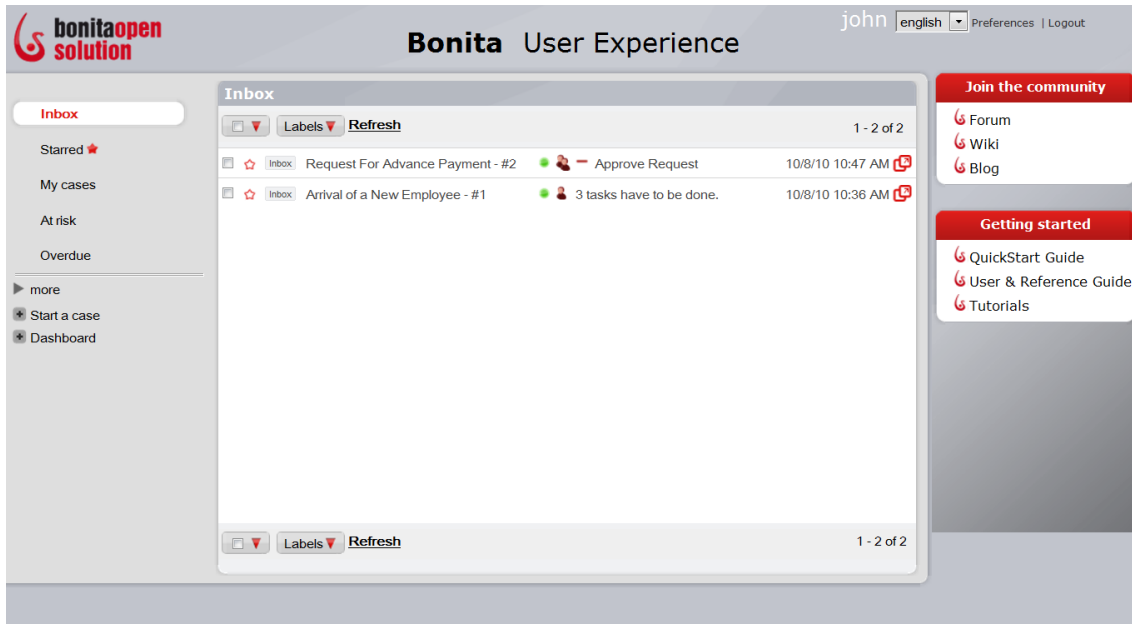 bonitaopen
solution
Bonita User Experience
john english Preferences | Logout
Inbox
Starred
My cases
At risk
Overdue
more
Start a case
Dashboard
Inbox
Labels Refresh 1 - 2 of 2
Inbox Request For Advance Payment - #2 Approve Request 10/8/10 10:47 AM
Inbox Arrival of a New Employee - #1 3 tasks have to be done. 10/8/10 10:36 AM
Labels Refresh 1 - 2 of 2
Join the community
Forum
Wiki
Blog
Getting started
QuickStart Guide
User & Reference Guide
Tutorials